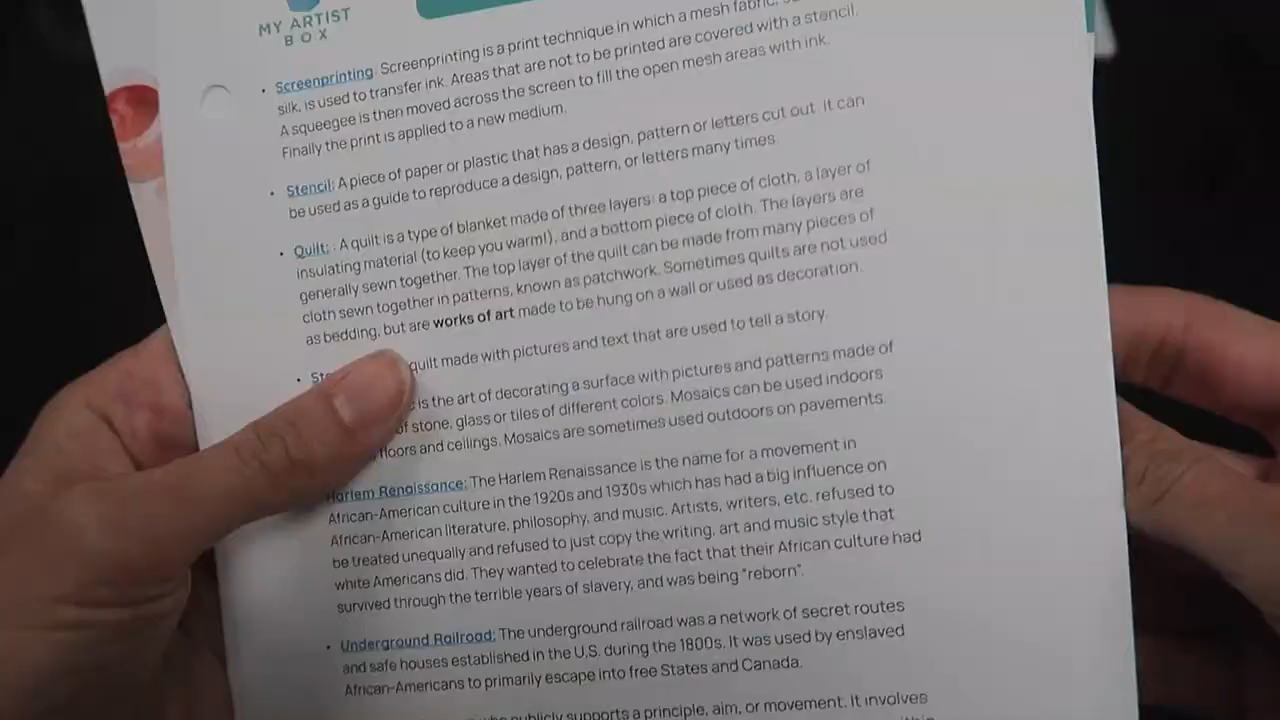 MY ARTIST
BOX
• Screenprinting: Screenprinting is a print technique in which a mesh fabric,
silk, is used to transfer ink. Areas that are not to be printed are covered with a stencil.
A squeegee is then moved across the screen to fill the open mesh areas with ink.
Finally the print is applied to a new medium.
• Stencil: A piece of paper or plastic that has a design, pattern or letters cut out. It can
be used as a guide to reproduce a design, pattern, or letters many times.
• Quilt: : A quilt is a type of blanket made of three layers: a top piece of cloth, a layer of
insulating material (to keep you warm!), and a bottom piece of cloth. The layers are
generally sewn together. The top layer of the quilt can be made from many pieces of
cloth sewn together in patterns, known as patchwork. Sometimes quilts are not used
as bedding, but are works of art made to be hung on a wall or used as decoration.
• quilt made with pictures and text that are used to tell a story.
is the art of decorating a surface with pictures and patterns made of
of stone, glass or tiles of different colors. Mosaics can be used indoors
floors and ceilings. Mosaics are sometimes used outdoors on pavements.
Harlem Renaissance: The Harlem Renaissance is the name for a movement in
African-American culture in the 1920s and 1930s which has had a big influence on
African-American literature, philosophy, and music. Artists, writers, etc. refused to
be treated unequally and refused to just copy the writing, art and music style that
white Americans did. They wanted to celebrate the fact that their African culture had
survived through the terrible years of slavery, and was being "reborn".
• Underground Railroad: The underground railroad was a network of secret routes
and safe houses established in the U.S. during the 1800s. It was used by enslaved
African-Americans to primarily escape into free States and Canada.
who publicly supports a principle, aim, or movement. It involves